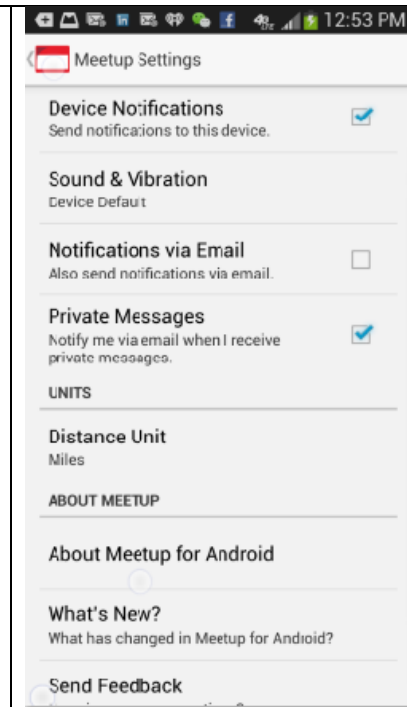 12:53 PM
Meetup Settings
Device Notifications
Send notifications to this device.
Sound & Vibration
Device Default
Notifications via Email
Also send notifications via email.
Private Messages
Notify me via email when I receive
private messages.
UNITS
Distance Unit
Miles
ABOUT MEETUP
About Meetup for Android
What's New?
What has changed in Meetup for Android?
Send Feedback